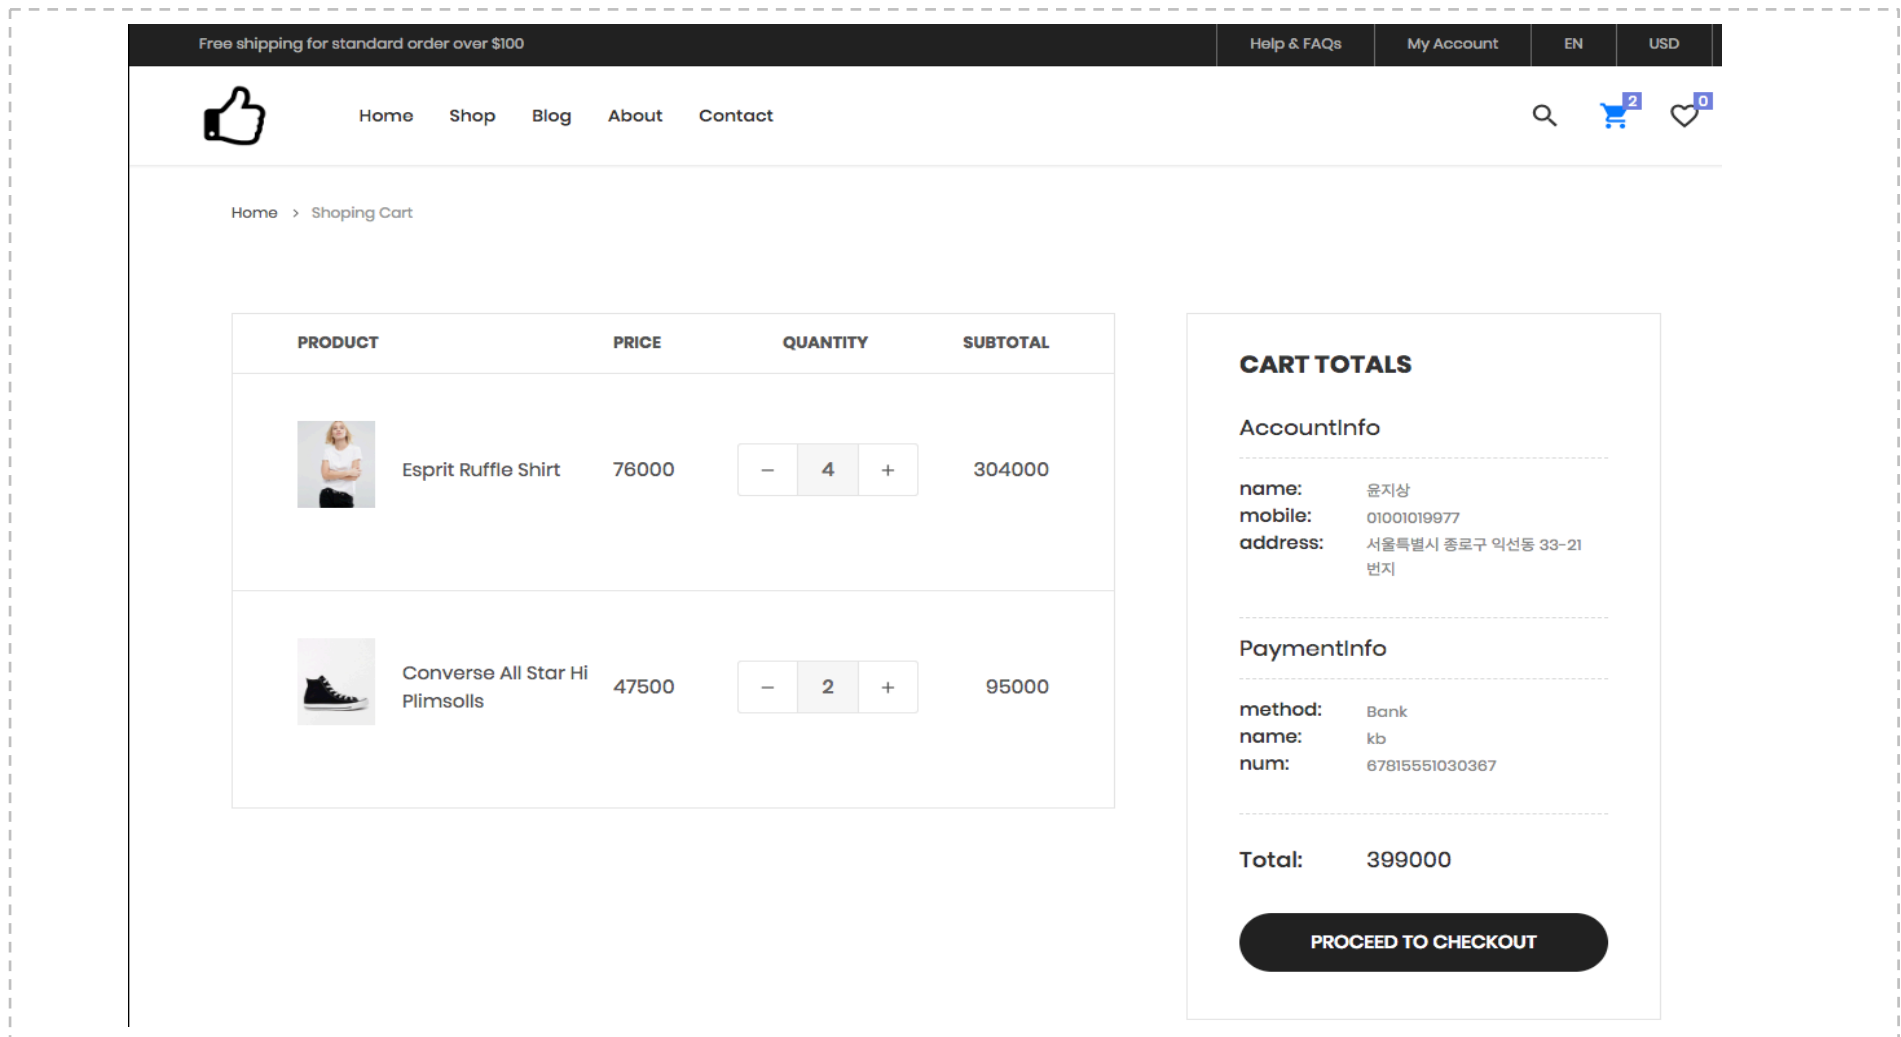 Free shipping for standard order over $100
Help & FAQs
My Account
EN
USD
Home
Shop
Blog
About
Contact
2
0
Home > Shoping Cart
PRODUCT PRICE QUANTITY SUBTOTAL
Esprit Ruffle Shirt 76000 − 4 + 304000
Converse All Star Hi
Plimsolls
47500 − 2 + 95000
CART TOTALS
AccountInfo
name: 윤지상
mobile: 01001019977
address: 서울특별시 종로구 익선동 33-21
번지
PaymentInfo
method: Bank
name: kb
num: 67815551030367
Total: 399000
PROCEED TO CHECKOUT